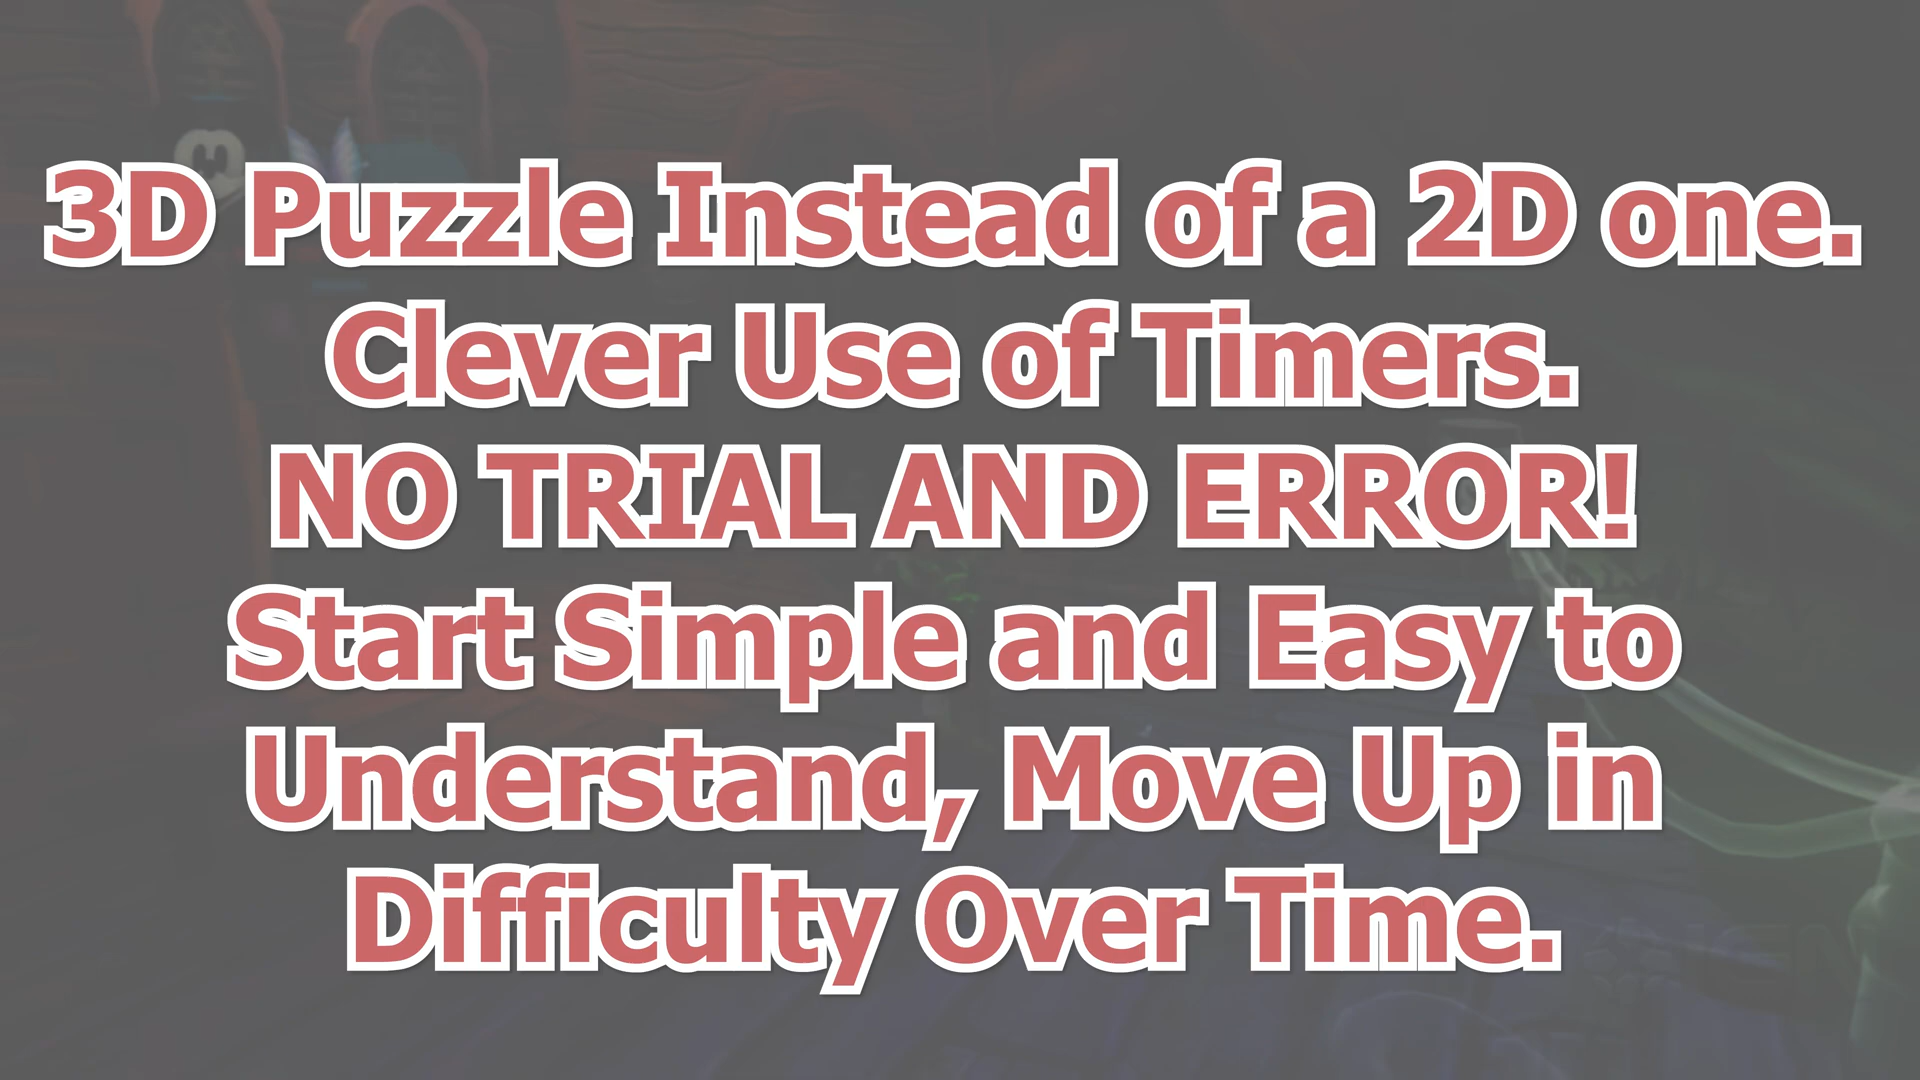 3D Puzzle Instead of a 2D one.
Clever Use of Timers.
NO TRIAL AND ERROR!
Start Simple and Easy to
Understand, Move Up in
Difficulty Over Time.